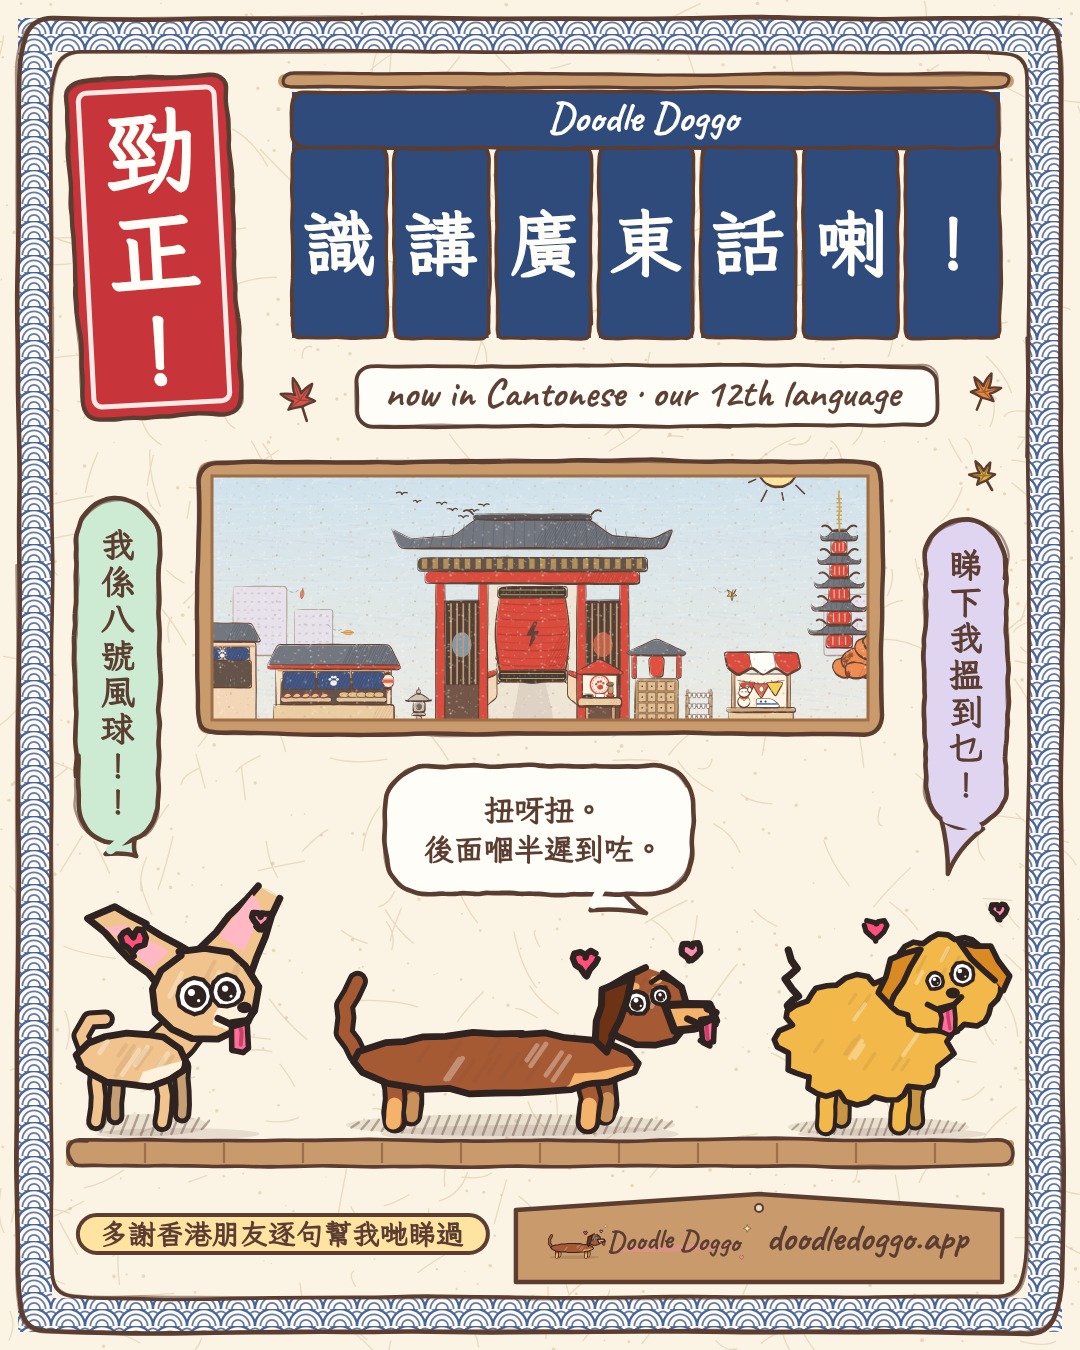 勁正！
Doodle Doggo
識講廣東話喇！
now in Cantonese · our 12th language
我係八號風球！！
睇下我搵到乜！
扭呀扭。
後面嗰半遲到咗。
多謝香港朋友逐句幫我哋睇過
Doodle Doggo
doodledoggo.app